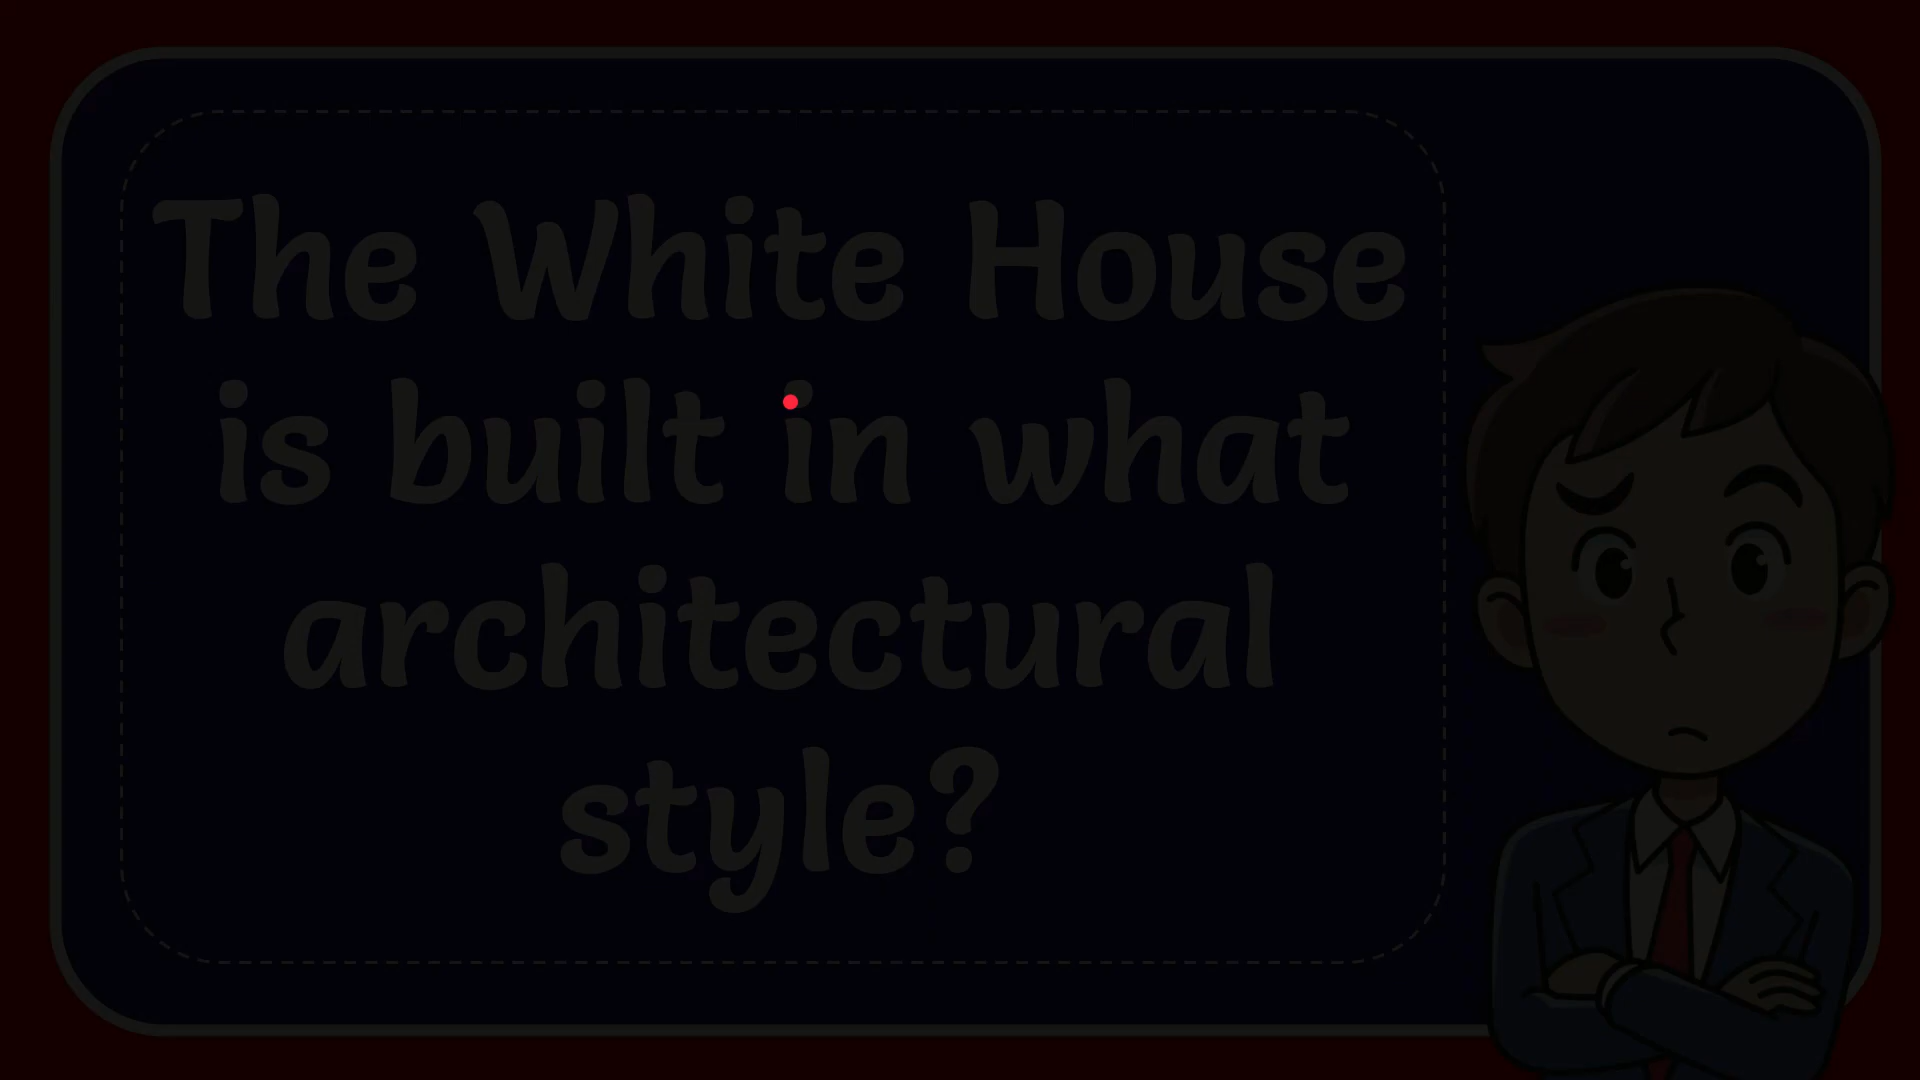 The White House
is built in what
architectural
style?